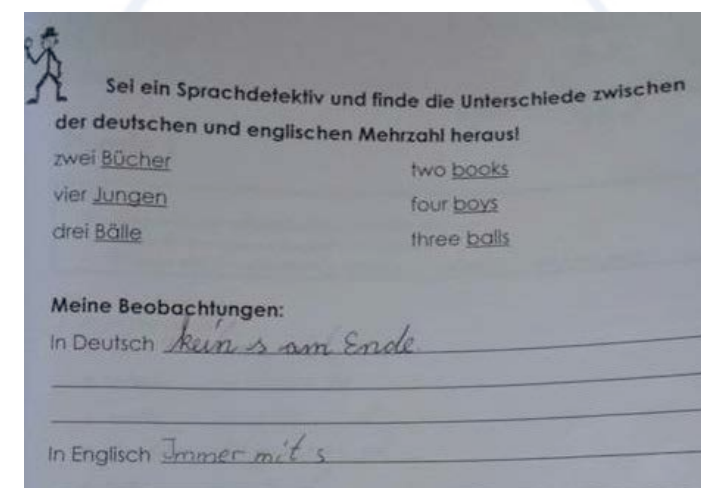 Sei ein Sprachdetektiv und finde die Unterschiede zwischen
der deutschen und englischen Mehrzahl heraus!
zwei Bücher two books
vier Jungen four boys
drei Bälle three balls
Meine Beobachtungen:
In Deutsch kein s am Ende
In Englisch Immer mit s